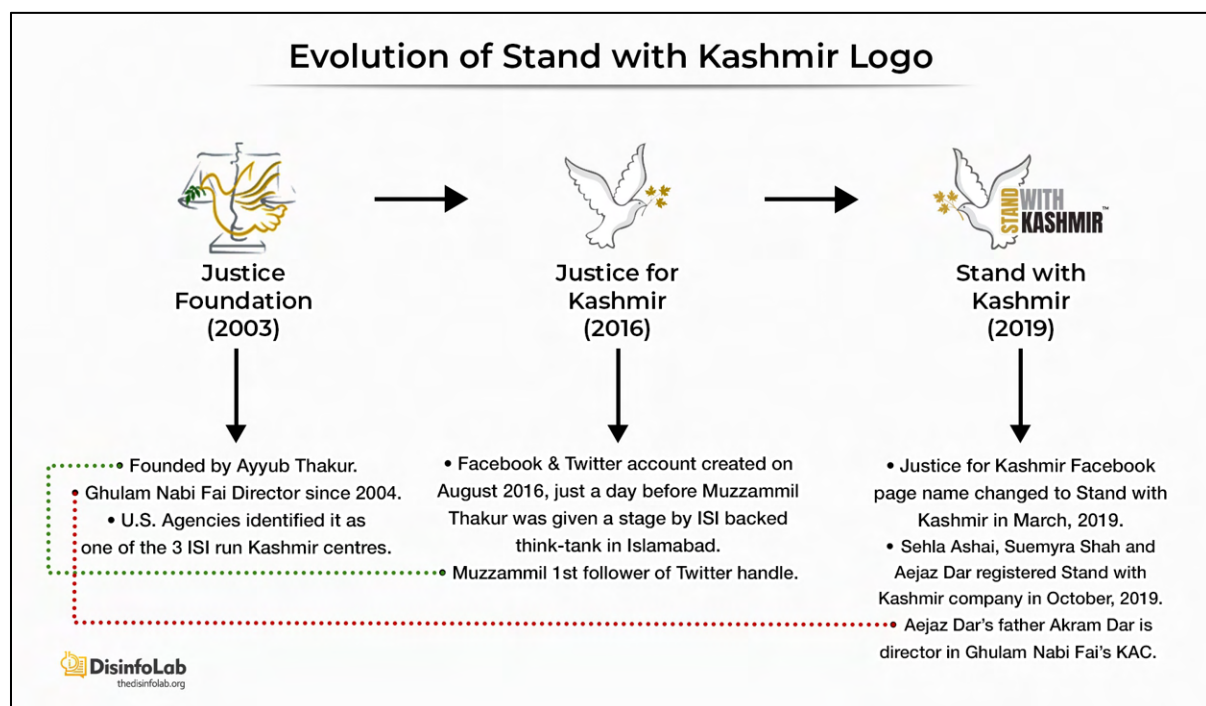 Evolution of Stand with Kashmir Logo
Justice
Foundation
(2003)
Justice for
Kashmir
(2016)
STAND
WITH
KASHMIR™
Stand with
Kashmir
(2019)
• Founded by Ayyub Thakur.
• Ghulam Nabi Fai Director since 2004.
• U.S. Agencies identified it as
one of the 3 ISI run Kashmir centres.
• Facebook & Twitter account created on
August 2016, just a day before Muzzammil
Thakur was given a stage by ISI backed
think-tank in Islamabad.
• Muzzammil 1st follower of Twitter handle.
• Justice for Kashmir Facebook
page name changed to Stand with
Kashmir in March, 2019.
• Sehla Ashai, Suemyra Shah and
Aejaz Dar registered Stand with
Kashmir company in October, 2019.
• Aejaz Dar's father Akram Dar is
director in Ghulam Nabi Fai's KAC.
DisinfoLab
thedisinfolab.org